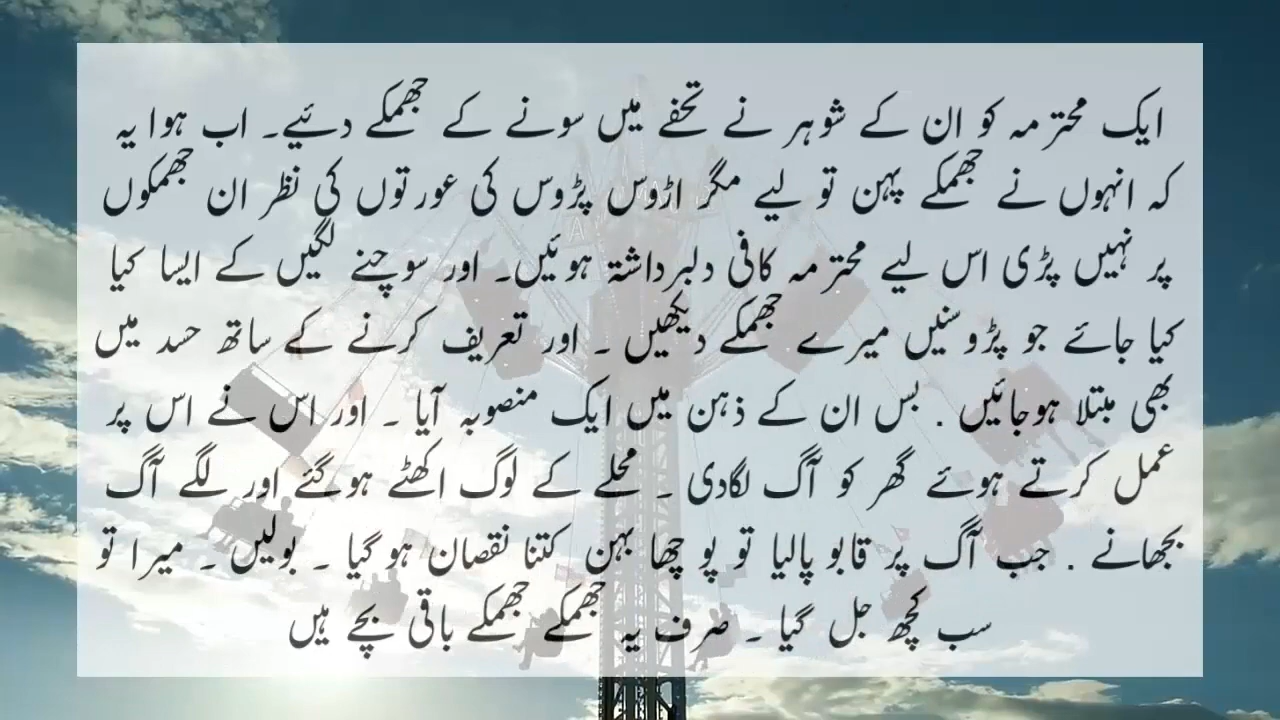 ایک محترمہ کو ان کے شوہر نے تحفے میں سونے کے جھمکے دئیے۔ اب ہوا یہ
کہ انہوں نے جھمکے پہن تو لیے مگر اڑوس پڑوس کی عورتوں کی نظر ان جھمکوں
پر نہیں پڑی اس لیے محترمہ کافی دلبرداشتہ ہوئیں۔ اور سوچنے لگیں کے ایسا کیا
کیا جائے جو پڑوسنیں میرے جھمکے دیکھیں ۔ اور تعریف کرنے کے ساتھ حسد میں
بھی مبتلا ہوجائیں . بس ان کے ذہن میں ایک منصوبہ آیا ۔ اور اس نے اس پر
عمل کرتے ہوئے گھر کو آگ لگادی ۔ محلے کے لوگ اکھٹے ہوگئے اور لگے آگ
بجھانے . جب آگ پر قابو پالیا تو پوچھا بہن کتنا نقصان ہو گیا ۔ بولیں ۔ میرا تو
سب کچھ جل گیا ۔ صرف یہ جھمکے جھمکے باقی بچے ہیں